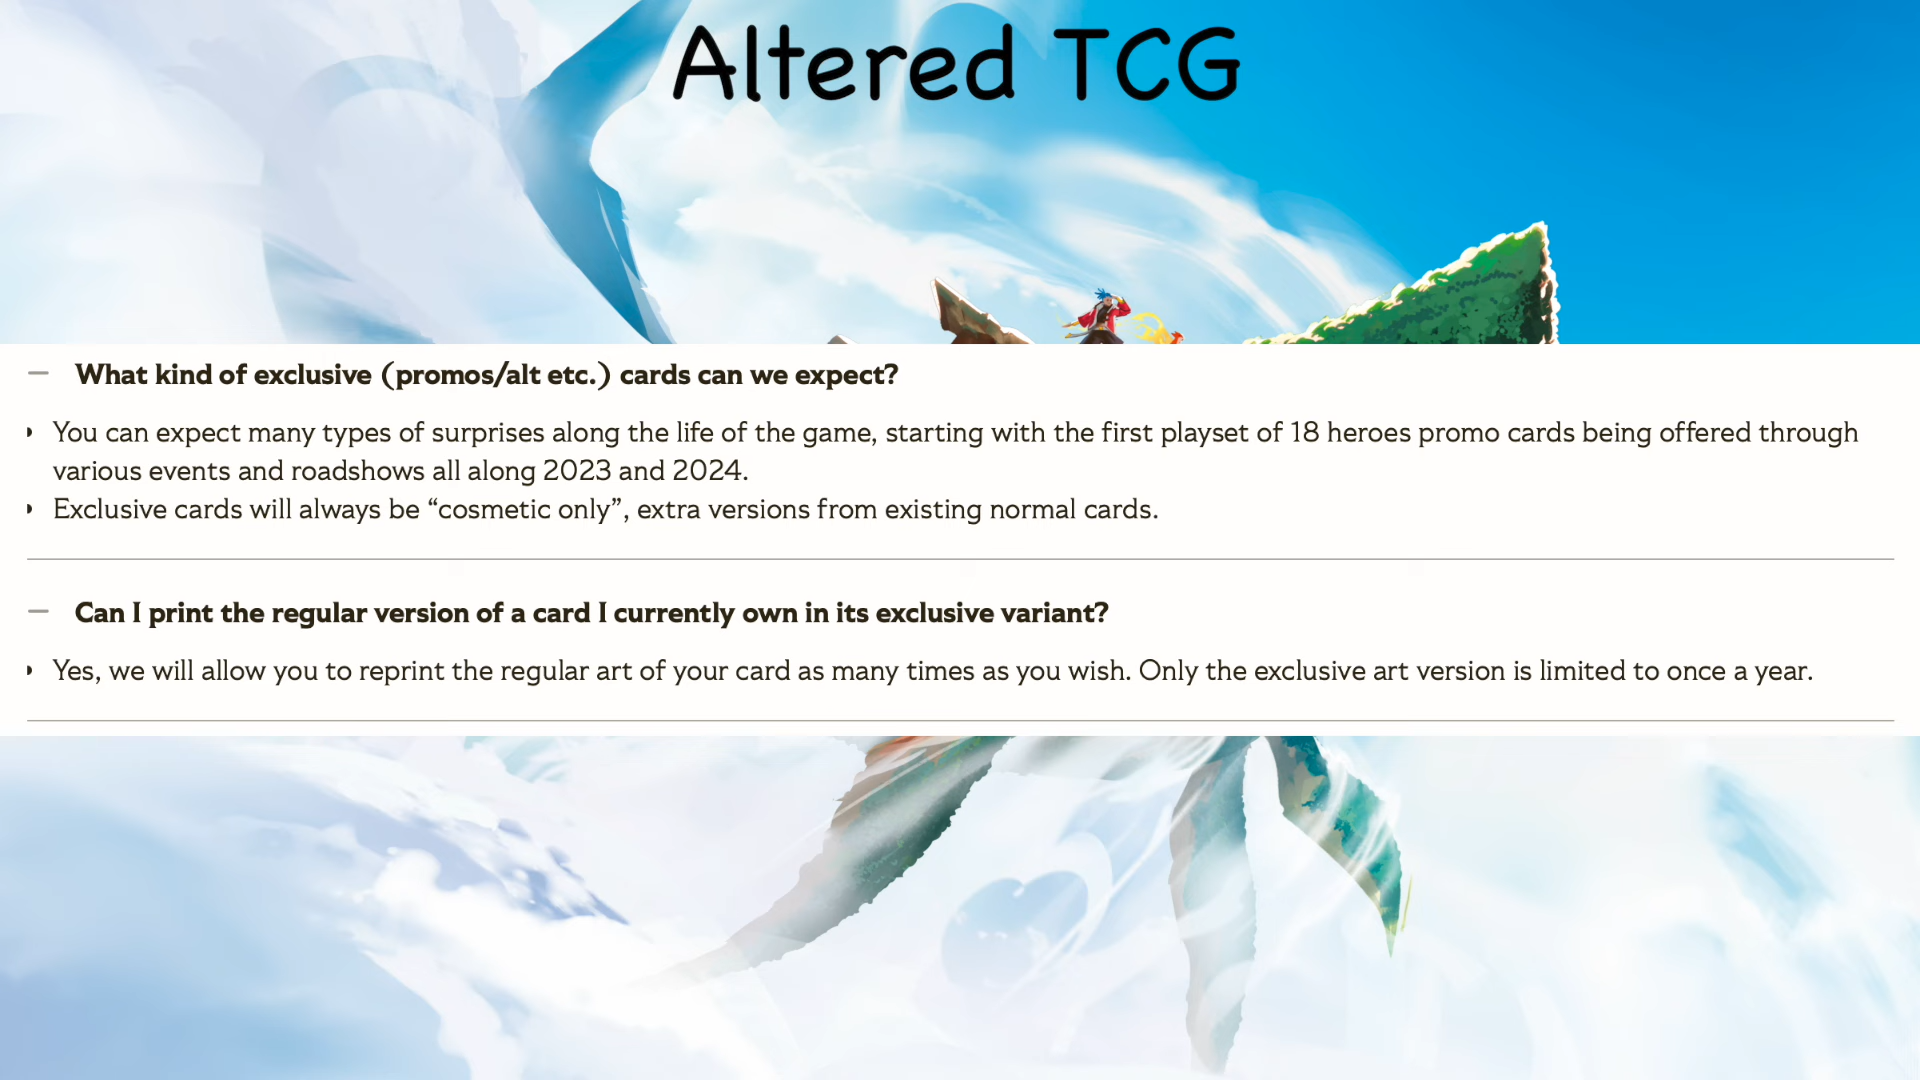 Altered TCG
— What kind of exclusive (promos/alt etc.) cards can we expect?
• You can expect many types of surprises along the life of the game, starting with the first playset of 18 heroes promo cards being offered through
various events and roadshows all along 2023 and 2024.
• Exclusive cards will always be “cosmetic only”, extra versions from existing normal cards.
— Can I print the regular version of a card I currently own in its exclusive variant?
• Yes, we will allow you to reprint the regular art of your card as many times as you wish. Only the exclusive art version is limited to once a year.